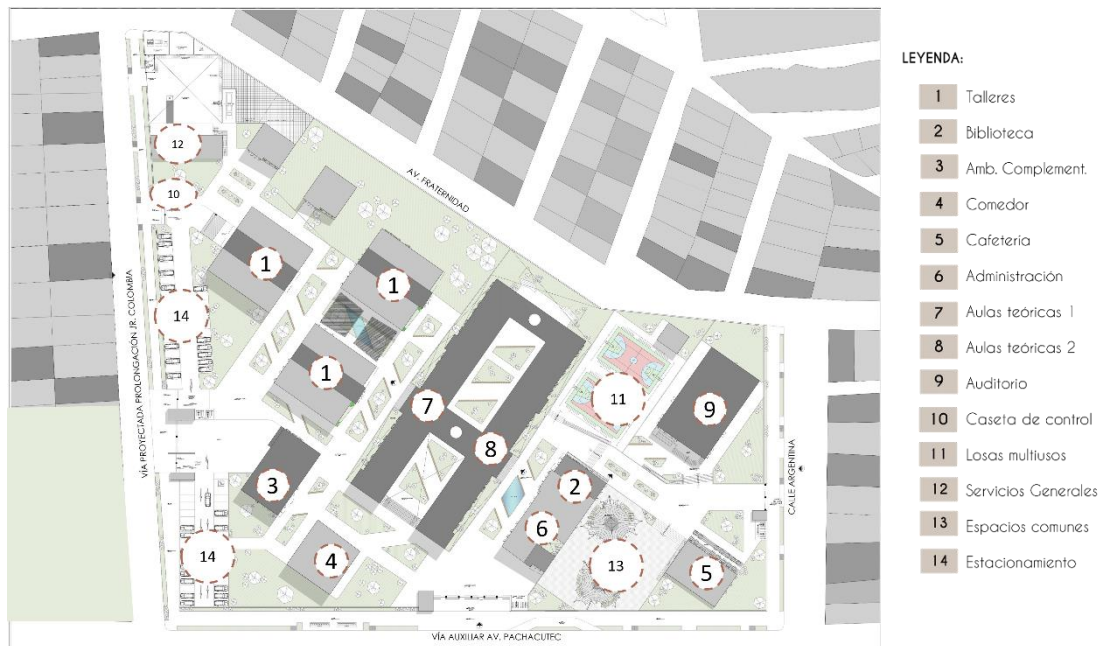 12
10
1
1
14
1
7
8
11
9
3
2
6
4
14
13
5
AV. FRATERNIDAD
VÍA PROYECTADA PROLONGACIÓN JR. COLOMBIA
CALLE ARGENTINA
VÍA AUXILIAR AV. PACHACUTEC
LEYENDA:
1 Talleres
2 Biblioteca
3 Amb. Complement.
4 Comedor
5 Cafeteria
6 Administración
7 Aulas teóricas 1
8 Aulas teóricas 2
9 Auditorio
10 Caseta de control
11 Losas multiusos
12 Servicios Generales
13 Espacios comunes
14 Estacionamiento